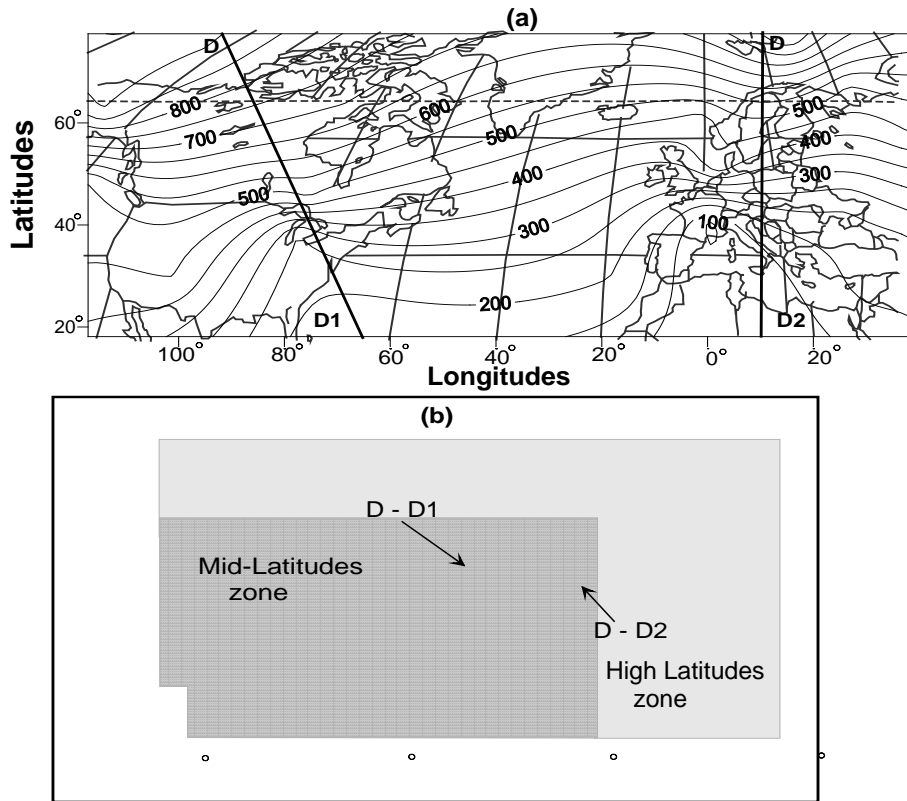 (a)
D
D
800
600
500
60°
700
500
400
400
300
500
Latitudes
40°
300
100
200
20°
D1
D2
100°
80°
60°
40°
20°
0°
20°
Longitudes
(b)
D - D1
Mid-Latitudes
zone
D - D2
High Latitudes
zone